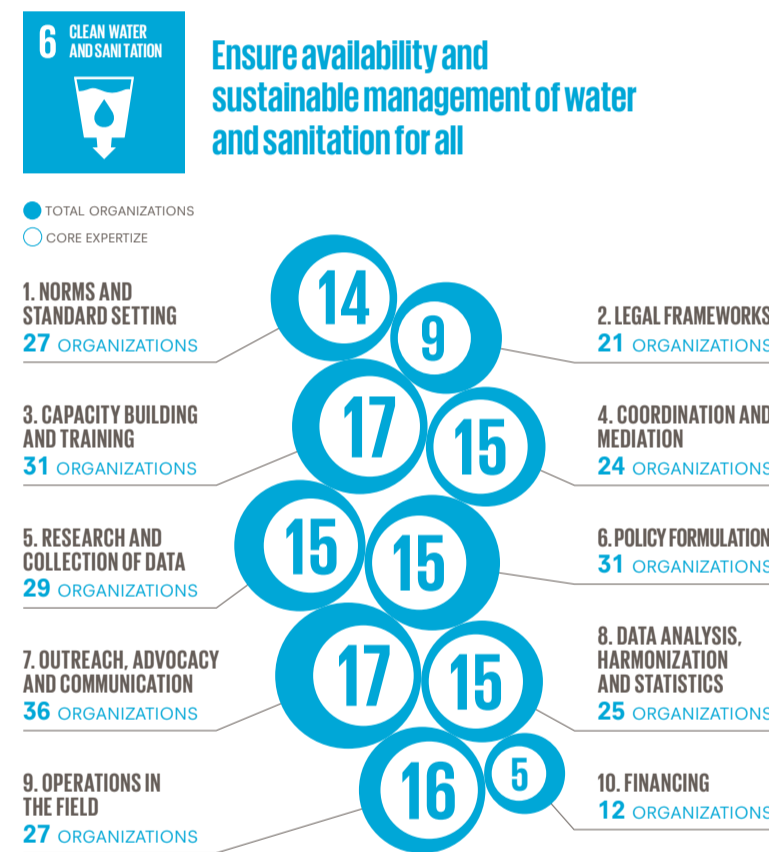 6 CLEAN WATER
AND SANITATION
Ensure availability and
sustainable management of water
and sanitation for all
TOTAL ORGANIZATIONS
CORE EXPERTIZE
1. NORMS AND
STANDARD SETTING
27 ORGANIZATIONS
14
9
2. LEGAL FRAMEWORKS
21 ORGANIZATIONS
3. CAPACITY BUILDING
AND TRAINING
31 ORGANIZATIONS
17
15
4. COORDINATION AND
MEDIATION
24 ORGANIZATIONS
5. RESEARCH AND
COLLECTION OF DATA
29 ORGANIZATIONS
15
15
6. POLICY FORMULATION
31 ORGANIZATIONS
7. OUTREACH, ADVOCACY
AND COMMUNICATION
36 ORGANIZATIONS
17
15
8. DATA ANALYSIS,
HARMONIZATION
AND STATISTICS
25 ORGANIZATIONS
9. OPERATIONS IN
THE FIELD
27 ORGANIZATIONS
16
5
10. FINANCING
12 ORGANIZATIONS